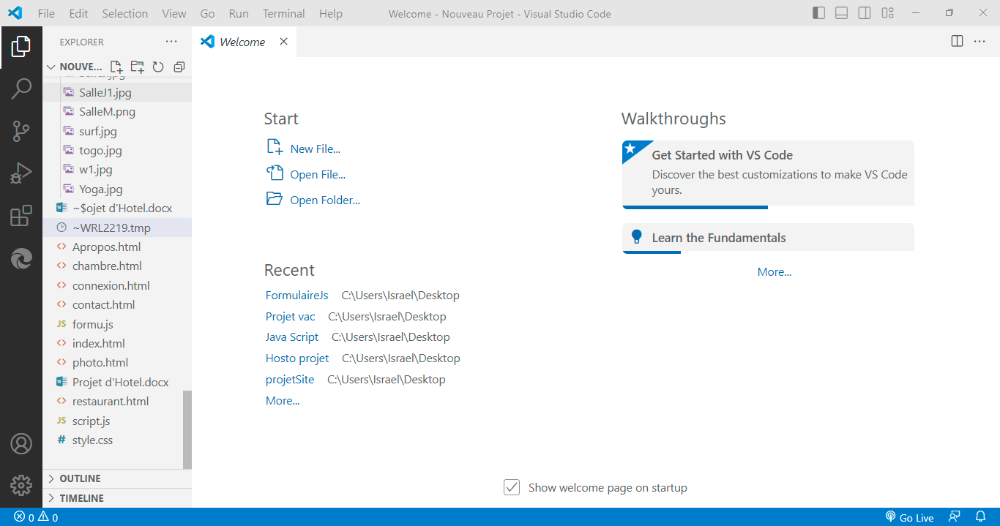 File Edit Selection View Go Run Terminal Help Welcome - Nouveau Projet - Visual Studio Code
EXPLORER
Welcome
NOUVE...
SalleJ1.jpg
SalleM.png
surf.jpg
togo.jpg
w1.jpg
Yoga.jpg
~$ojet d'Hotel.docx
~WRL2219.tmp
Apropos.html
chambre.html
connexion.html
contact.html
JS formu.js
index.html
photo.html
Projet d'Hotel.docx
restaurant.html
JS script.js
# style.css
OUTLINE
TIMELINE
Start
New File...
Open File...
Open Folder...
Recent
FormulaireJs C:\Users\Israel\Desktop
Projet vac C:\Users\Israel\Desktop
Java Script C:\Users\Israel\Desktop
Hosto projet C:\Users\Israel\Desktop
projetSite C:\Users\Israel\Desktop
More...
Walkthroughs
Get Started with VS Code
Discover the best customizations to make VS Code
yours.
Learn the Fundamentals
More...
Show welcome page on startup
0 0 Go Live